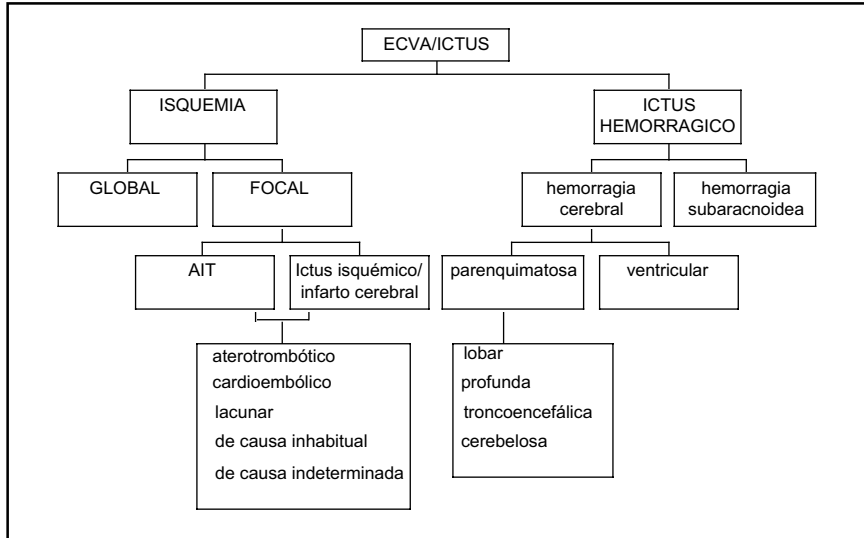 ECVA/ICTUS
ISQUEMIA
ICTUS
HEMORRAGICO
GLOBAL
FOCAL
hemorragia
cerebral
hemorragia
subaracnoidea
AIT
Ictus isquémico/
infarto cerebral
parenquimatosa
ventricular
aterotrombótico
cardioembólico
lacunar
de causa inhabitual
de causa indeterminada
lobar
profunda
troncoencefálica
cerebelosa